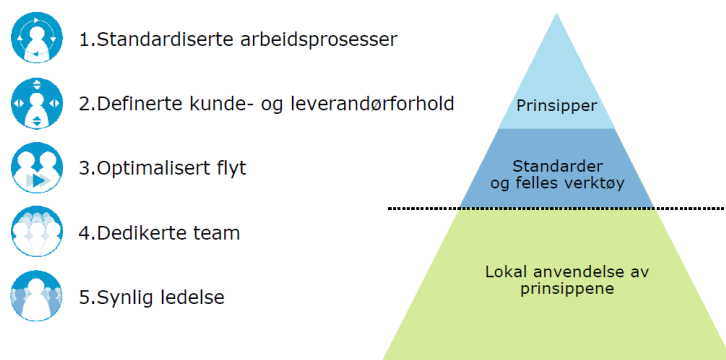 1.Standardiserte arbeidsprosesser
2.Definerte kunde- og leverandørforhold
3.Optimalisert flyt
4.Dedikerte team
5.Synlig ledelse
Prinsipper
Standarder
og felles verktøy
Lokal anvendelse av
prinsippene